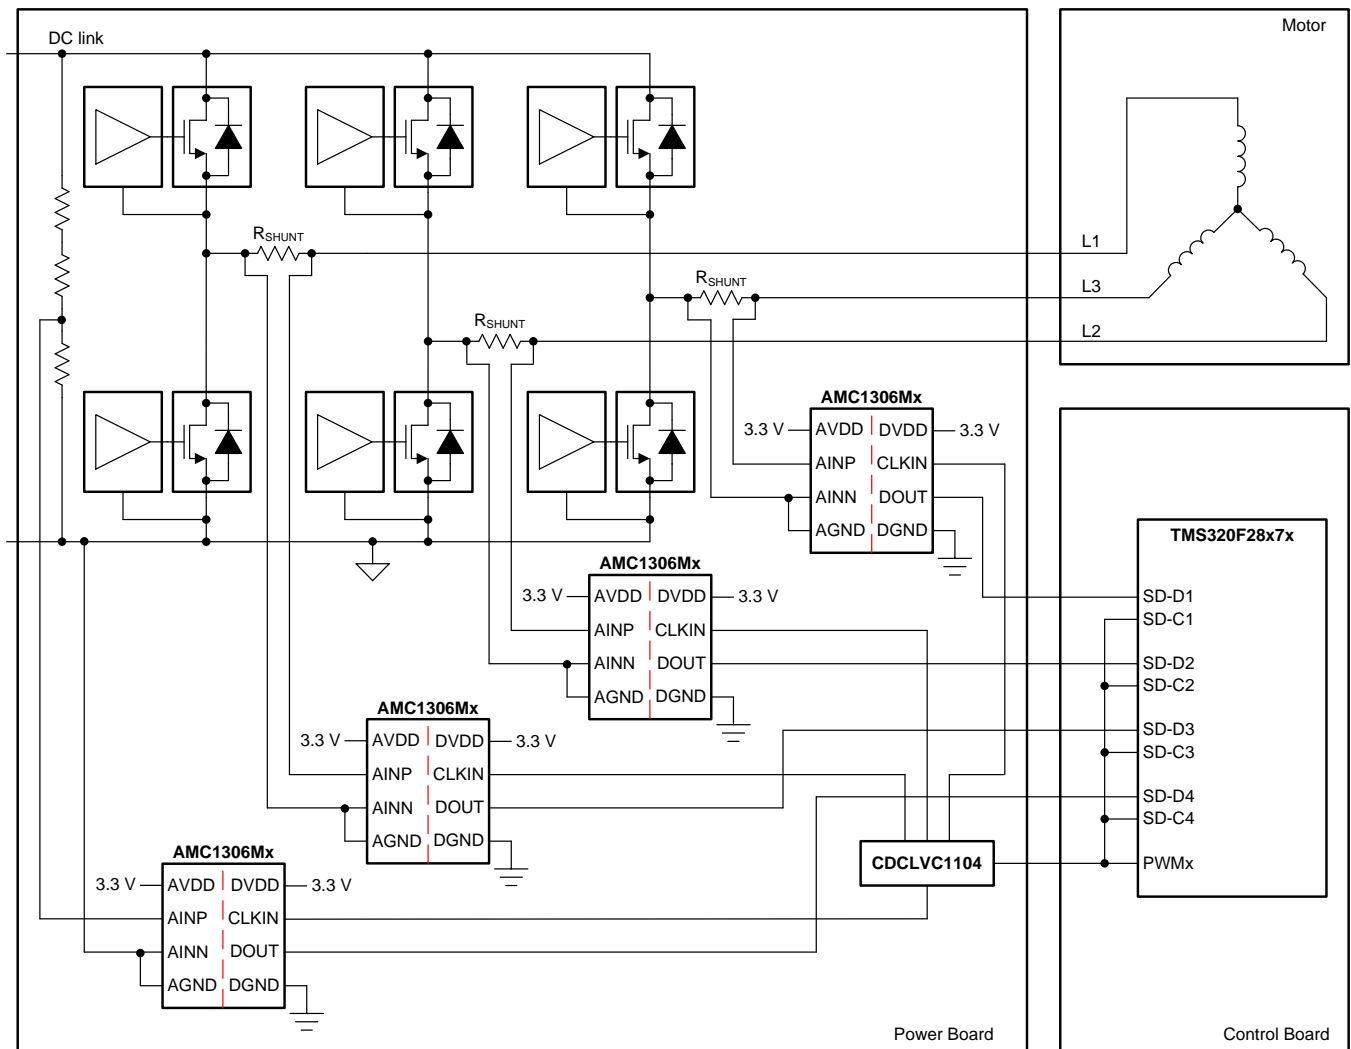 DC link
Motor
R_SHUNT
L1
R_SHUNT
L3
R_SHUNT
L2
AMC1306Mx
3.3 V AVDD DVDD 3.3 V
AINP CLKIN
AINN DOUT
AGND DGND
AMC1306Mx
3.3 V AVDD DVDD 3.3 V
AINP CLKIN
AINN DOUT
AGND DGND
AMC1306Mx
3.3 V AVDD DVDD 3.3 V
AINP CLKIN
AINN DOUT
AGND DGND
AMC1306Mx
3.3 V AVDD DVDD 3.3 V
AINP CLKIN
AINN DOUT
AGND DGND
CDCLVC1104
TMS320F28x7x
SD-D1
SD-C1
SD-D2
SD-C2
SD-D3
SD-C3
SD-D4
SD-C4
PWMx
Power Board
Control Board